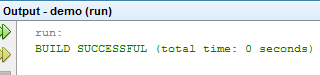 Output - demo (run)
run:
BUILD SUCCESSFUL (total time: 0 seconds)